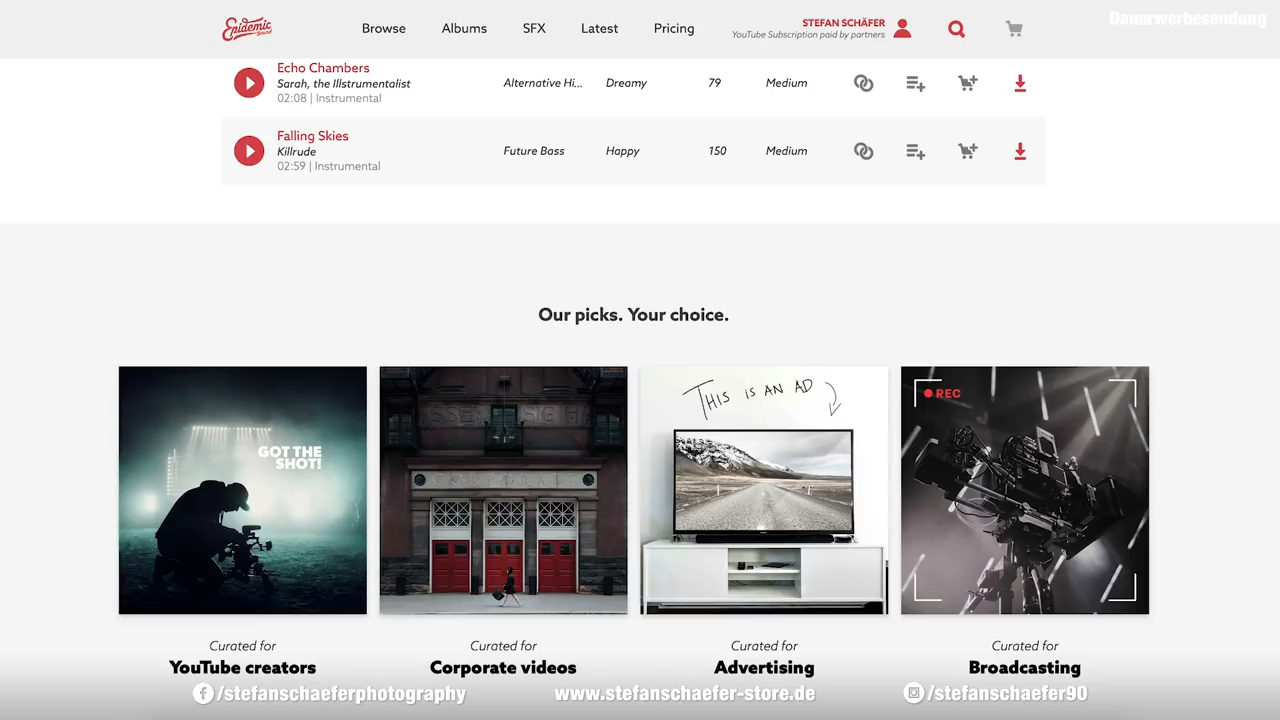 Epidemic
Sound
Browse
Albums
SFX
Latest
Pricing
STEFAN SCHÄFER
YouTube Subscription paid by partners
Dauerwerbesendung
Echo Chambers
Sarah, the Illstrumentalist
02:08 | Instrumental
Alternative Hi...
Dreamy
79
Medium
Falling Skies
Killrude
02:59 | Instrumental
Future Bass
Happy
150
Medium
Our picks. Your choice.
GOT THE
SHOT!
THIS IS AN AD
REC
Curated for
YouTube creators
Curated for
Corporate videos
Curated for
Advertising
Curated for
Broadcasting
/stefanschaeferphotography
www.stefanschaefer-store.de
/stefanschaefer90